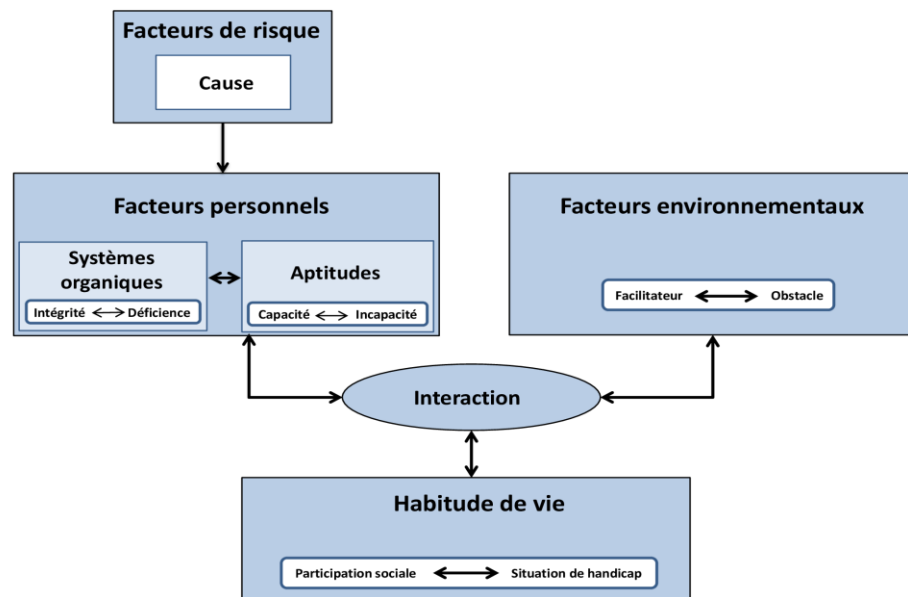 Facteurs de risque
Cause
Facteurs personnels
Systèmes
organiques
Intégrité Déficience
Aptitudes
Capacité Incapacité
Facteurs environnementaux
Facilitateur Obstacle
Interaction
Habitude de vie
Participation sociale Situation de handicap